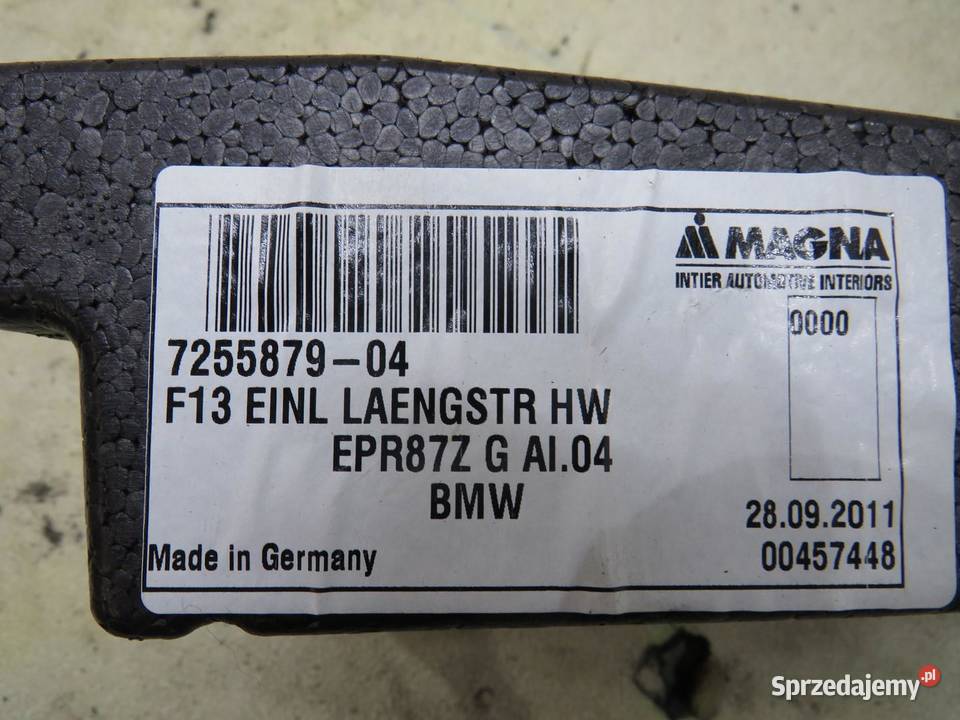 MAGNA
INTIER AUTOMOTIVE INTERIORS
0000
7255879-04
F13 EINL LAENGSTR HW
EPR87Z G AI.04
BMW
28.09.2011
Made in Germany
00457448
Sprzedajemy.pl